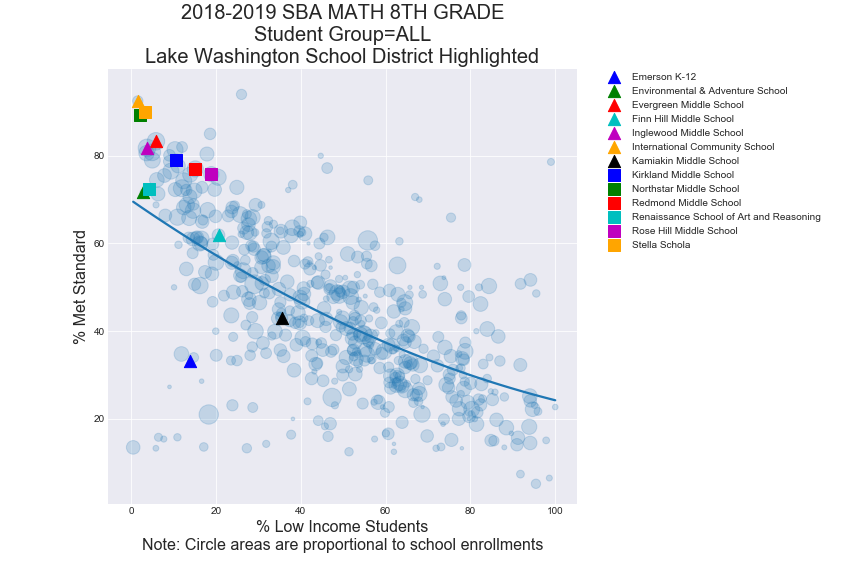 2018-2019 SBA MATH 8TH GRADE
Student Group=ALL
Lake Washington School District Highlighted
% Met Standard
80
60
40
20
0
20
40
60
80
100
% Low Income Students
Note: Circle areas are proportional to school enrollments
Emerson K-12
Environmental & Adventure School
Evergreen Middle School
Finn Hill Middle School
Inglewood Middle School
International Community School
Kamiakin Middle School
Kirkland Middle School
Northstar Middle School
Redmond Middle School
Renaissance School of Art and Reasoning
Rose Hill Middle School
Stella Schola